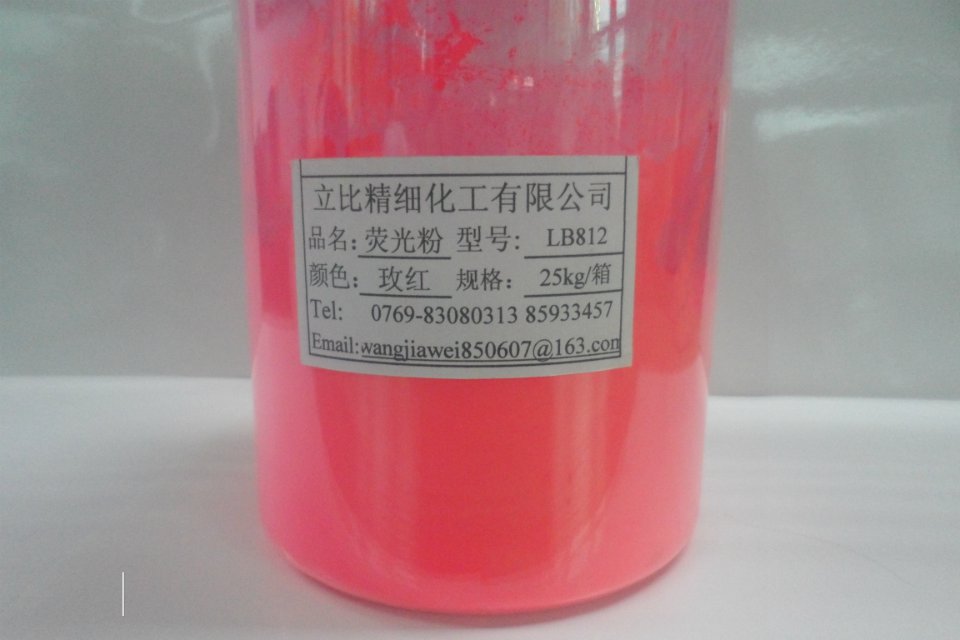 立比精细化工有限公司
品名：荧光粉 型号： LB812
颜色： 玫红 规格： 25kg/箱
Tel: 0769-83080313 85933457
Email:wangjiawei850607@163.com